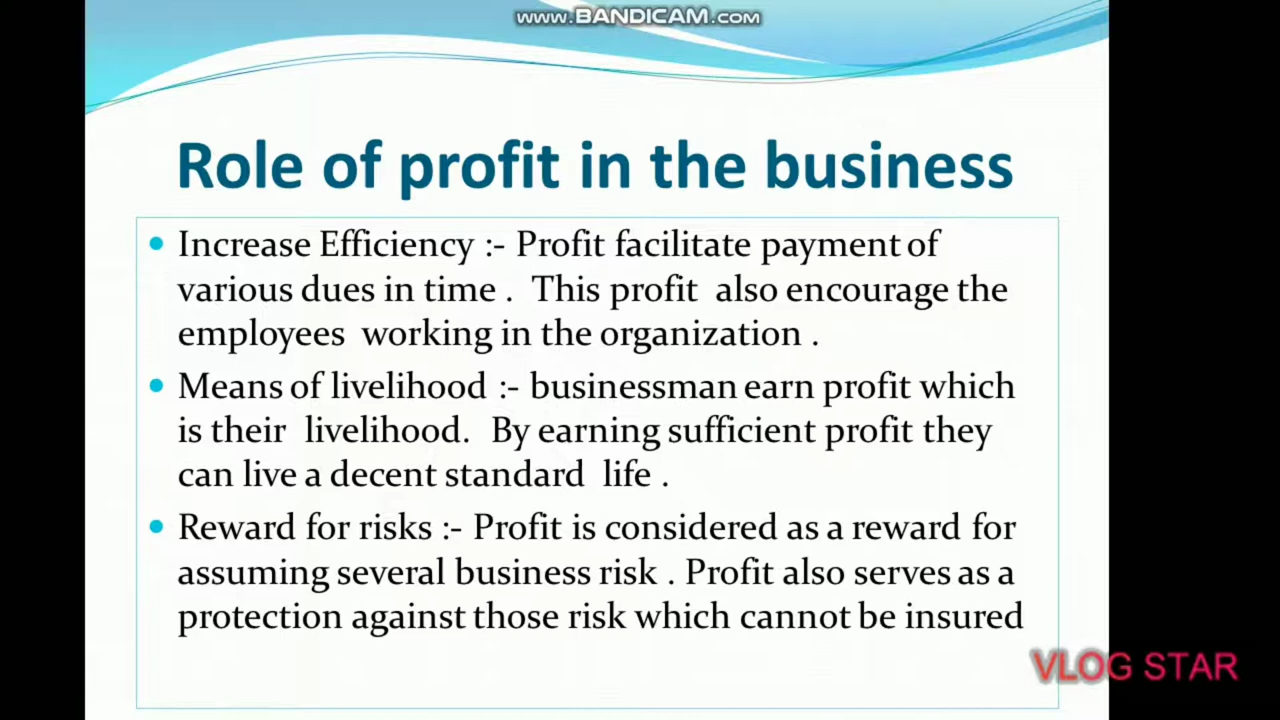 www.BANDICAM.com
Role of profit in the business
Increase Efficiency :- Profit facilitate payment of
various dues in time . This profit also encourage the
employees working in the organization .
Means of livelihood :- businessman earn profit which
is their livelihood. By earning sufficient profit they
can live a decent standard life .
Reward for risks :- Profit is considered as a reward for
assuming several business risk . Profit also serves as a
protection against those risk which cannot be insured
VLOG STAR